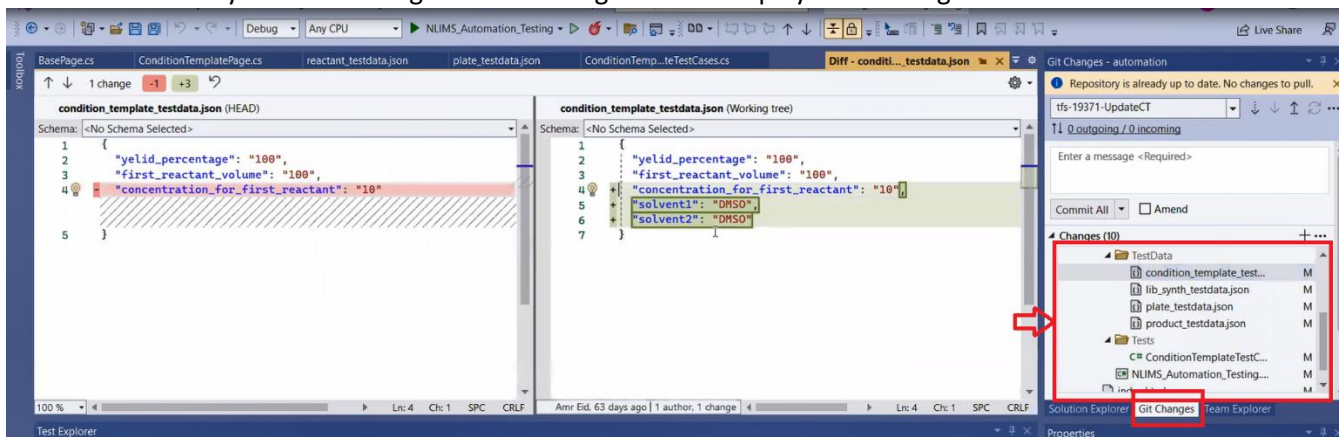 Debug
Any CPU
NLIMS_Automation_Testing
Live Share
Toolbox
BasePage.cs
ConditionTemplatePage.cs
reactant_testdata.json
plate_testdata.json
ConditionTemp...teTestCases.cs
Diff - conditi..._testdata.json
Git Changes - automation
1 change
-1
+3
Repository is already up to date. No changes to pull.
condition_template_testdata.json (HEAD)
condition_template_testdata.json (Working tree)
tfs-19371-UpdateCT
Schema: <No Schema Selected>
Schema: <No Schema Selected>
0 outgoing / 0 incoming
1 {
2 "yelid_percentage": "100",
3 "first_reactant_volume": "100",
4 - "concentration_for_first_reactant": "10"
5 }
1 {
2 "yelid_percentage": "100",
3 "first_reactant_volume": "100",
4 + "concentration_for_first_reactant": "10",
5 + "solvent1": "DMSO",
6 + "solvent2": "DMSO"
7 }
Enter a message <Required>
Commit All
Amend
Changes (10)
TestData
condition_template_test... M
lib_synth_testdata.json M
plate_testdata.json M
product_testdata.json M
Tests
C# ConditionTemplateTestC... M
C# NLIMS_Automation_Testing.... M
100 %
Ln: 4 Ch: 1 SPC CRLF
Amr Eid, 63 days ago | 1 author, 1 change
Ln: 4 Ch: 1 SPC CRLF
Solution Explorer
Git Changes
Team Explorer
Test Explorer
Properties